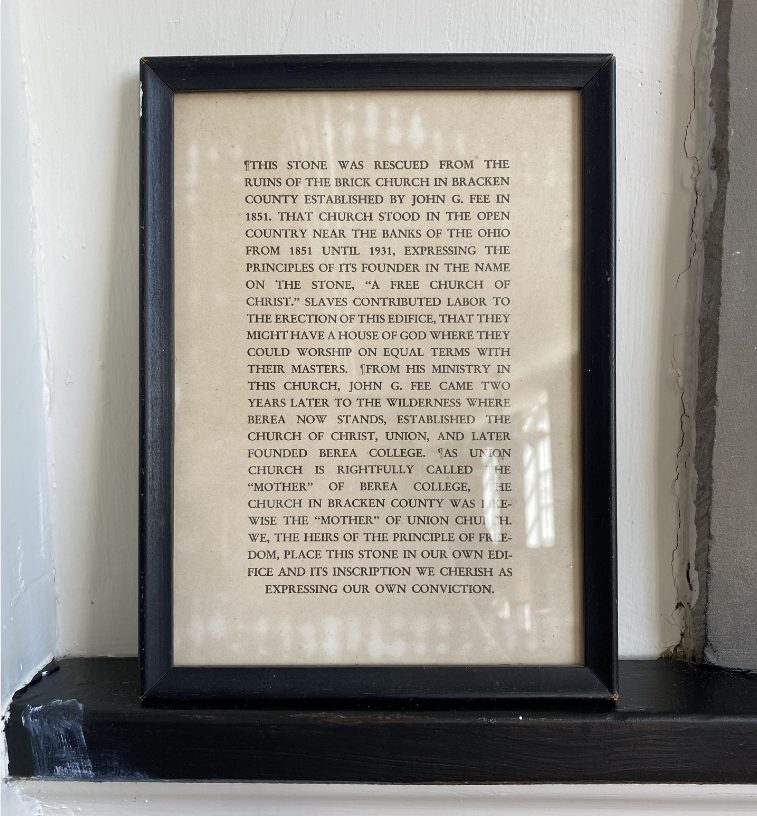 ¶THIS STONE WAS RESCUED FROM THE
RUINS OF THE BRICK CHURCH IN BRACKEN
COUNTY ESTABLISHED BY JOHN G. FEE IN
1851. THAT CHURCH STOOD IN THE OPEN
COUNTRY NEAR THE BANKS OF THE OHIO
FROM 1851 UNTIL 1931, EXPRESSING THE
PRINCIPLES OF ITS FOUNDER IN THE NAME
ON THE STONE, “A FREE CHURCH OF
CHRIST.” SLAVES CONTRIBUTED LABOR TO
THE ERECTION OF THIS EDIFICE, THAT THEY
MIGHT HAVE A HOUSE OF GOD WHERE THEY
COULD WORSHIP ON EQUAL TERMS WITH
THEIR MASTERS. ¶FROM HIS MINISTRY IN
THIS CHURCH, JOHN G. FEE CAME TWO
YEARS LATER TO THE WILDERNESS WHERE
BEREA NOW STANDS, ESTABLISHED THE
CHURCH OF CHRIST, UNION, AND LATER
FOUNDED BEREA COLLEGE. ¶AS UNION
CHURCH IS RIGHTFULLY CALLED THE
“MOTHER” OF BEREA COLLEGE, THE
CHURCH IN BRACKEN COUNTY WAS LIKE-
WISE THE “MOTHER” OF UNION CHURCH.
WE, THE HEIRS OF THE PRINCIPLE OF FREE-
DOM, PLACE THIS STONE IN OUR OWN EDI-
FICE AND ITS INSCRIPTION WE CHERISH AS
EXPRESSING OUR OWN CONVICTION.